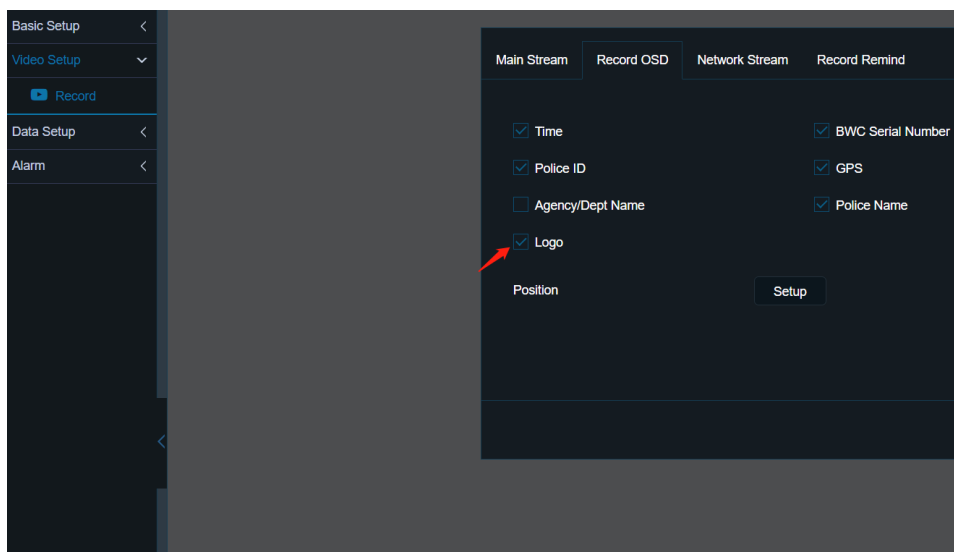 Basic Setup
Video Setup
Record
Data Setup
Alarm
Main Stream Record OSD Network Stream Record Remind
Time BWC Serial Number
Police ID GPS
Agency/Dept Name Police Name
Logo
Position Setup